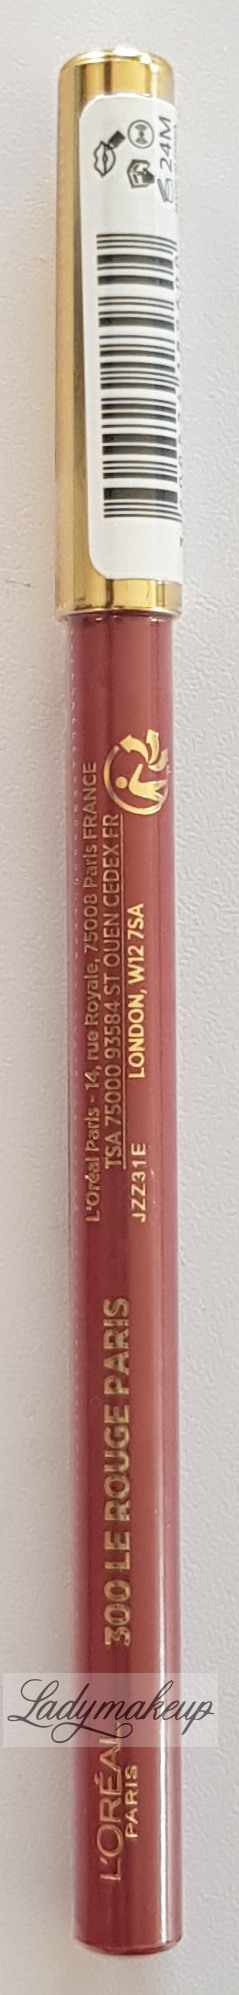 24M
L'Oréal Paris - 14, rue Royale, 75008 Paris FRANCE
TSA 75000 93584 ST OUEN CEDEX FR
LONDON, W12 7SA
JZZ31E
300 LE ROUGE PARIS
L'ORÉAL
PARIS
Ladymakeup